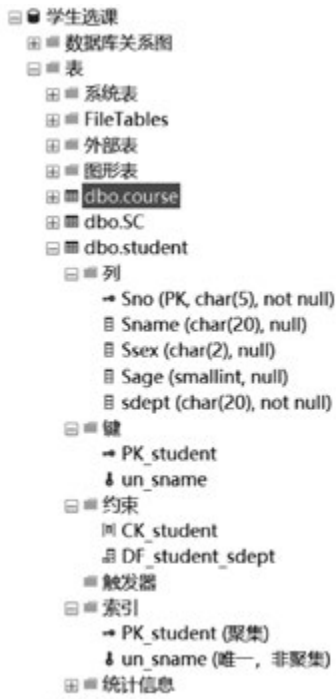 学生选课
数据库关系图
表
系统表
FileTables
外部表
图形表
dbo.course
dbo.SC
dbo.student
列
Sno (PK, char(5), not null)
Sname (char(20), null)
Ssex (char(2), null)
Sage (smallint, null)
sdept (char(20), not null)
键
PK_student
un_sname
约束
CK_student
DF_student_sdept
触发器
索引
PK_student (聚集)
un_sname (唯一，非聚集)
统计信息